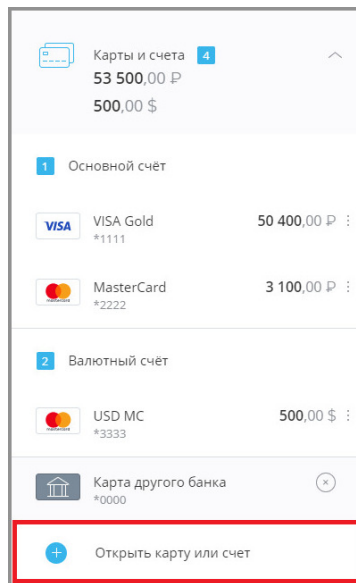 Карты и счета 4
53 500,00 ₽
500,00 $
1 Основной счёт
VISA VISA Gold 50 400,00 ₽
*1111
mastercard MasterCard 3 100,00 ₽
*2222
2 Валютный счёт
mastercard USD MC 500,00 $
*3333
Карта другого банка
*0000
Открыть карту или счет